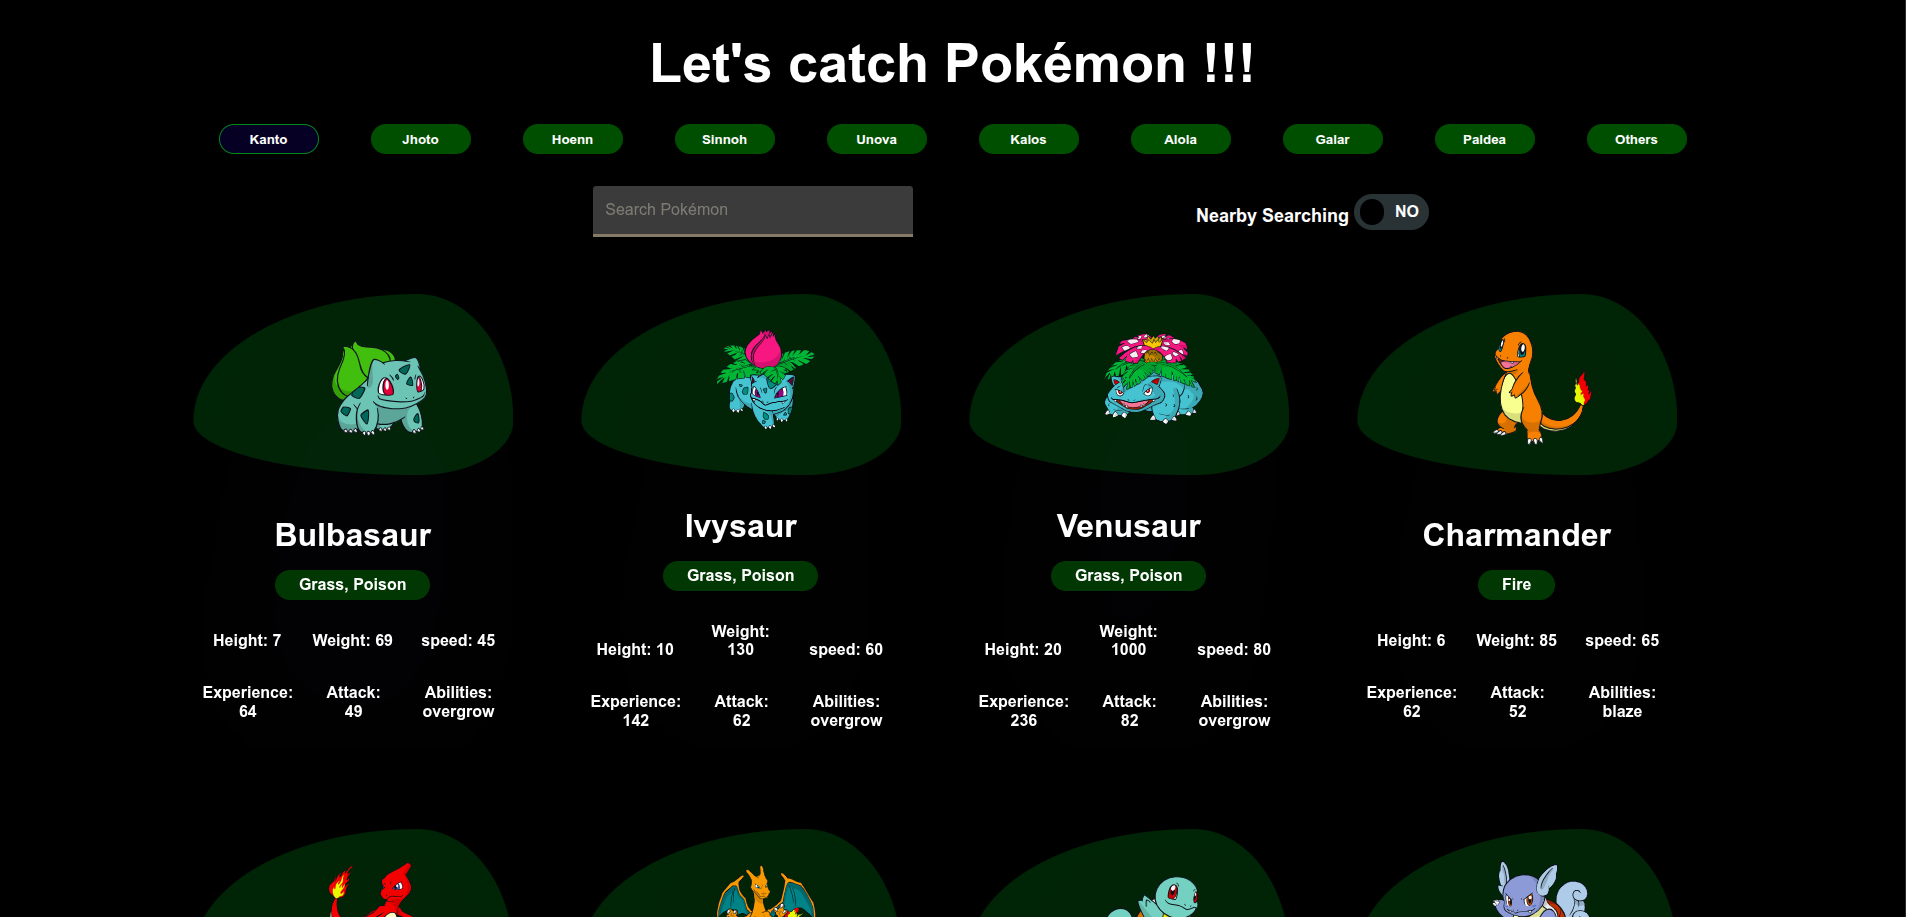 Let's catch Pokémon !!!
Kanto
Jhoto
Hoenn
Sinnoh
Unova
Kalos
Alola
Galar
Paldea
Others
Search Pokémon
Nearby Searching
NO
Bulbasaur
Grass, Poison
Height: 7
Weight: 69
speed: 45
Experience:
64
Attack:
49
Abilities:
overgrow
Ivysaur
Grass, Poison
Height: 10
Weight:
130
speed: 60
Experience:
142
Attack:
62
Abilities:
overgrow
Venusaur
Grass, Poison
Height: 20
Weight:
1000
speed: 80
Experience:
236
Attack:
82
Abilities:
overgrow
Charmander
Fire
Height: 6
Weight: 85
speed: 65
Experience:
62
Attack:
52
Abilities:
blaze